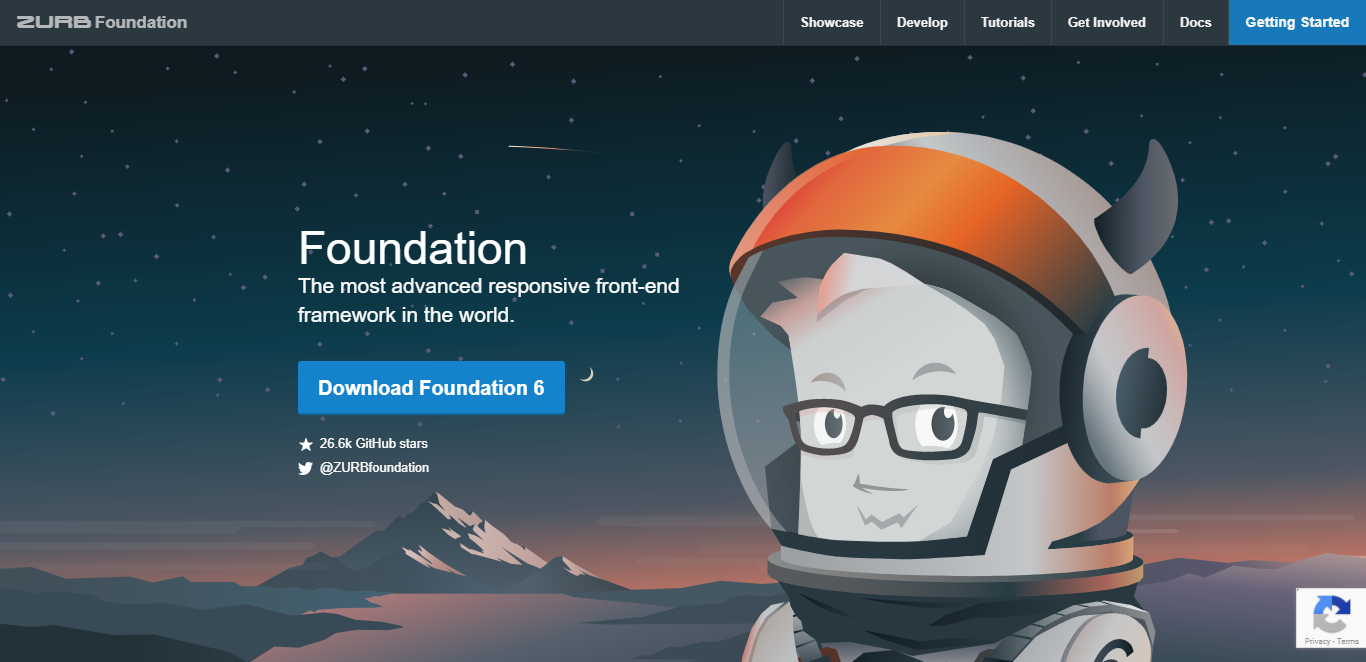 ZURB Foundation
Showcase
Develop
Tutorials
Get Involved
Docs
Getting Started
Foundation
The most advanced responsive front-end
framework in the world.
Download Foundation 6
26.6k GitHub stars
@ZURBfoundation
Privacy - Terms